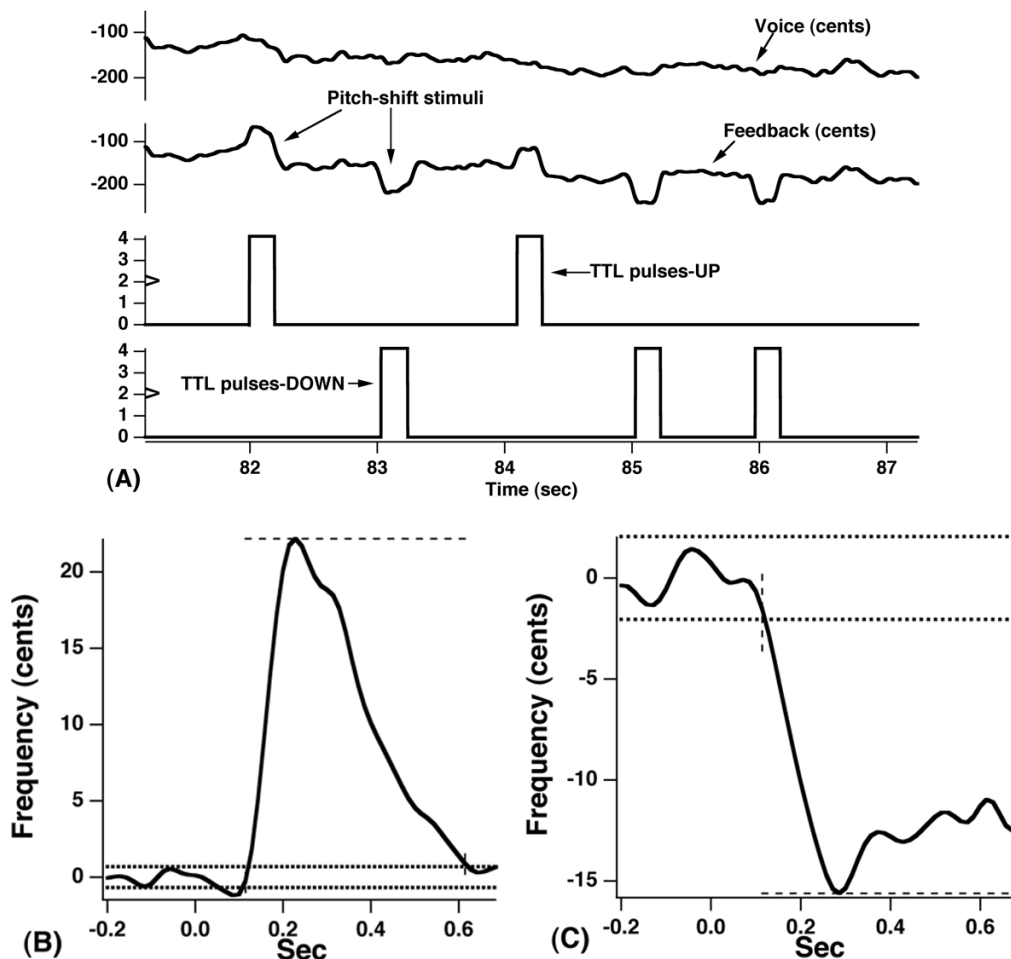 -100
Voice (cents)
-200
Pitch-shift stimuli
-100
Feedback (cents)
-200
4
3
2
1
0
V
TTL pulses-UP
4
3
2
1
0
V
TTL pulses-DOWN
82 83 84 85 86 87
(A)
Time (sec)
20
15
10
5
0
Frequency (cents)
-0.2 0.0 0.2 0.4 0.6
Sec
(B)
0
-5
-10
-15
Frequency (cents)
-0.2 0.0 0.2 0.4 0.6
Sec
(C)